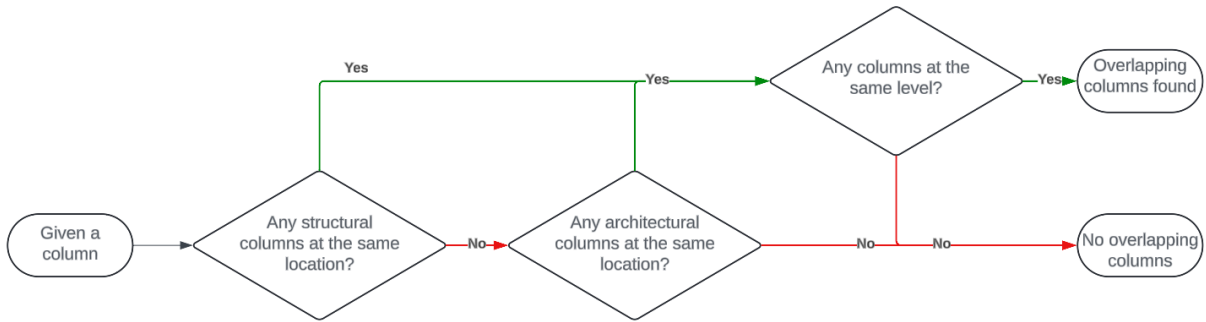 Yes
Yes
Any columns at the
same level?
Yes
Overlapping
columns found
Given a
column
Any structural
columns at the same
location?
No
Any architectural
columns at the same
location?
No
No
No overlapping
columns